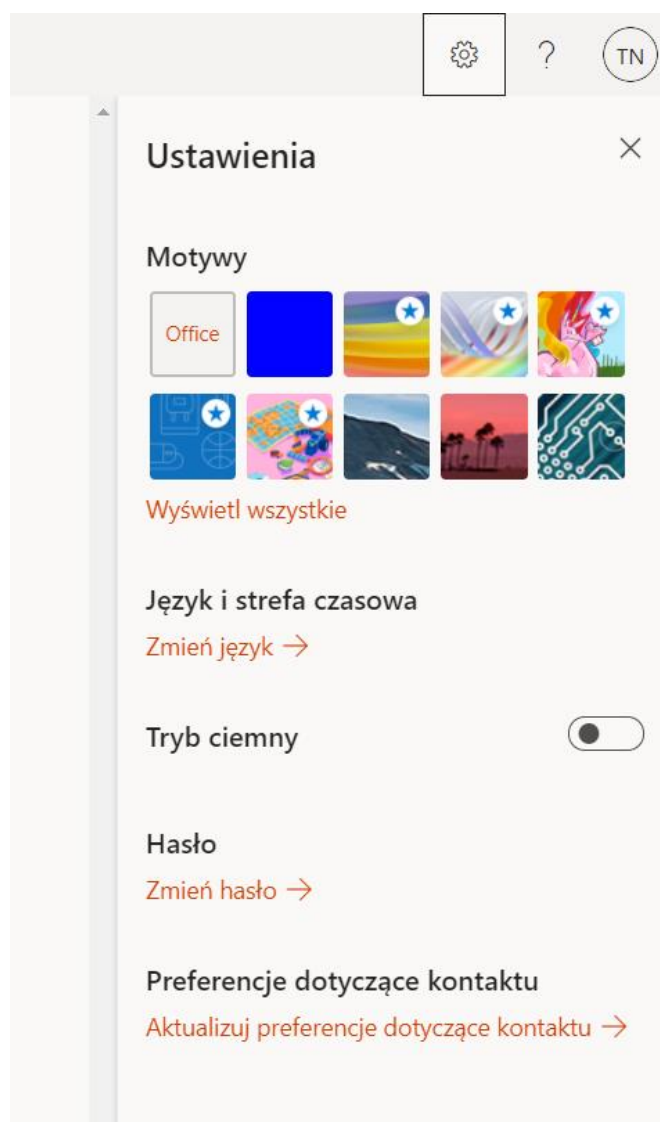 ?
TN
Ustawienia
Motywy
Office
Wyświetl wszystkie
Język i strefa czasowa
Zmień język →
Tryb ciemny
Hasło
Zmień hasło →
Preferencje dotyczące kontaktu
Aktualizuj preferencje dotyczące kontaktu →